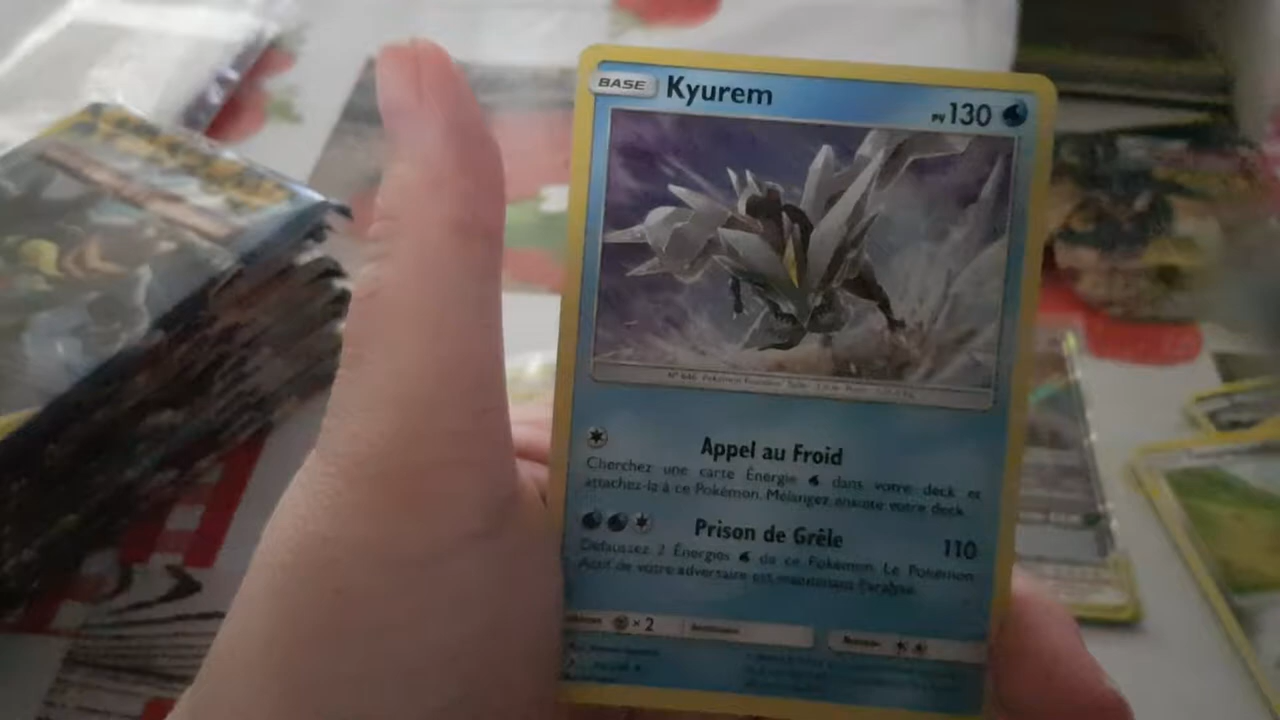 BASE Kyurem PV130
Appel au Froid
Cherchez une carte Énergie dans votre deck et
attachez-la à ce Pokémon. Mélangez ensuite votre deck.
Prison de Grêle 110
Défaussez 2 Énergies de ce Pokémon. Le Pokémon
Actif de votre adversaire est maintenant Paralysé.
×2